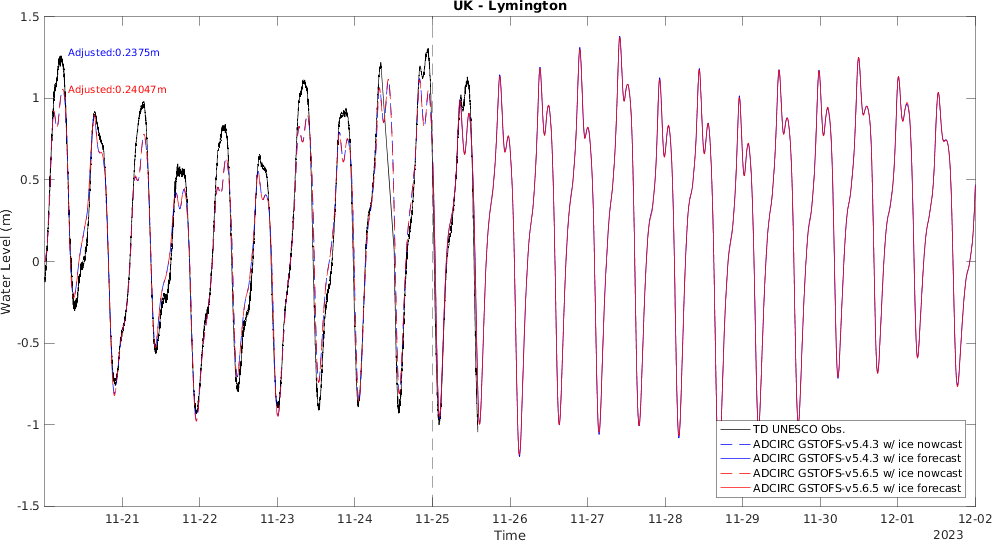 UK - Lymington
1.5
1
0.5
0
-0.5
-1
-1.5
Water Level (m)
Adjusted:0.2375m
Adjusted:0.24047m
TD UNESCO Obs.
ADCIRC GSTOFS-v5.4.3 w/ ice nowcast
ADCIRC GSTOFS-v5.4.3 w/ ice forecast
ADCIRC GSTOFS-v5.6.5 w/ ice nowcast
ADCIRC GSTOFS-v5.6.5 w/ ice forecast
11-21 11-22 11-23 11-24 11-25 11-26 11-27 11-28 11-29 11-30 12-01 12-02
Time
2023